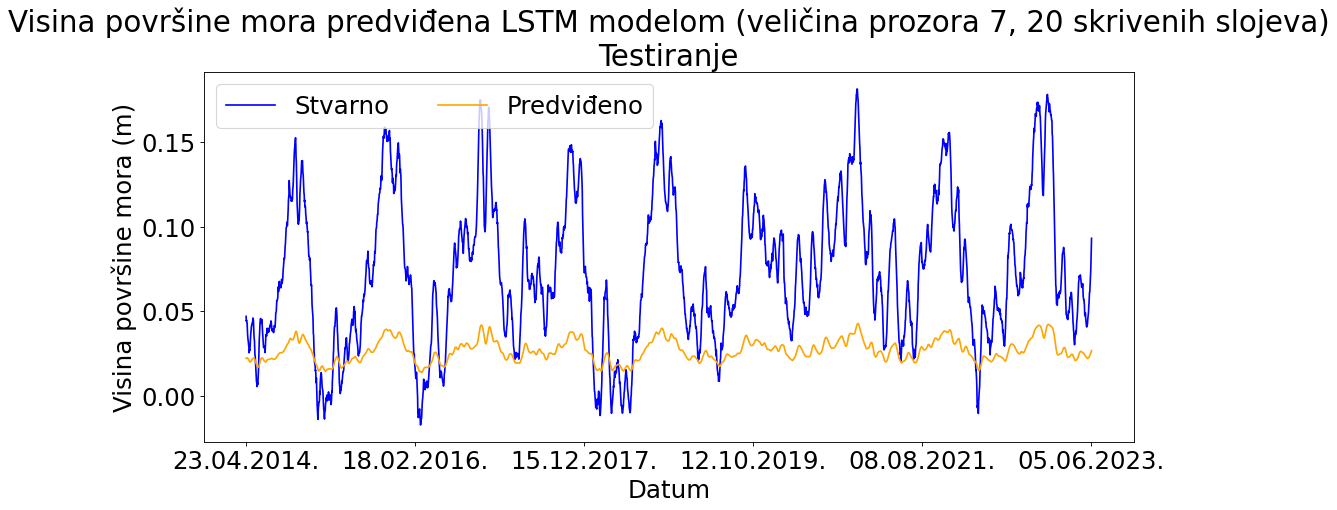 Visina površine mora predviđena LSTM modelom (veličina prozora 7, 20 skrivenih slojeva)
Testiranje
Stvarno
Predviđeno
Visina površine mora (m)
0.15
0.10
0.05
0.00
23.04.2014.
18.02.2016.
15.12.2017.
12.10.2019.
08.08.2021.
05.06.2023.
Datum